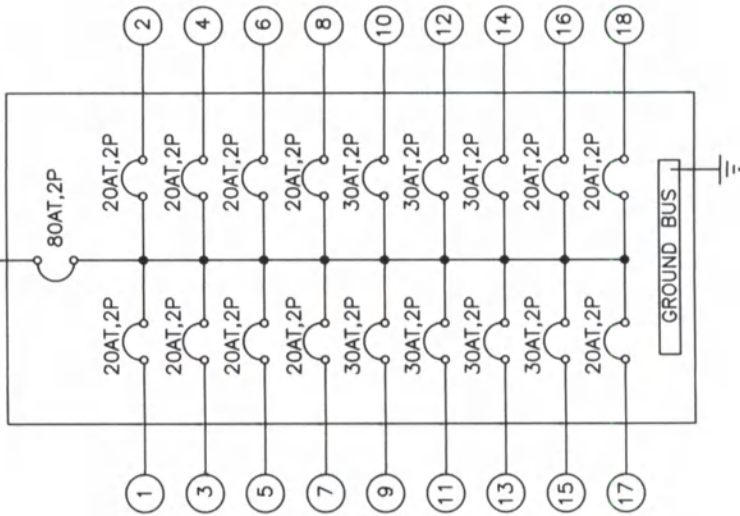 80AT,2P
2
4
6
8
10
12
14
16
18
20AT,2P
20AT,2P
20AT,2P
20AT,2P
30AT,2P
30AT,2P
30AT,2P
20AT,2P
20AT,2P
20AT,2P
20AT,2P
20AT,2P
20AT,2P
30AT,2P
30AT,2P
30AT,2P
30AT,2P
20AT,2P
GROUND BUS
1
3
5
7
9
11
13
15
17